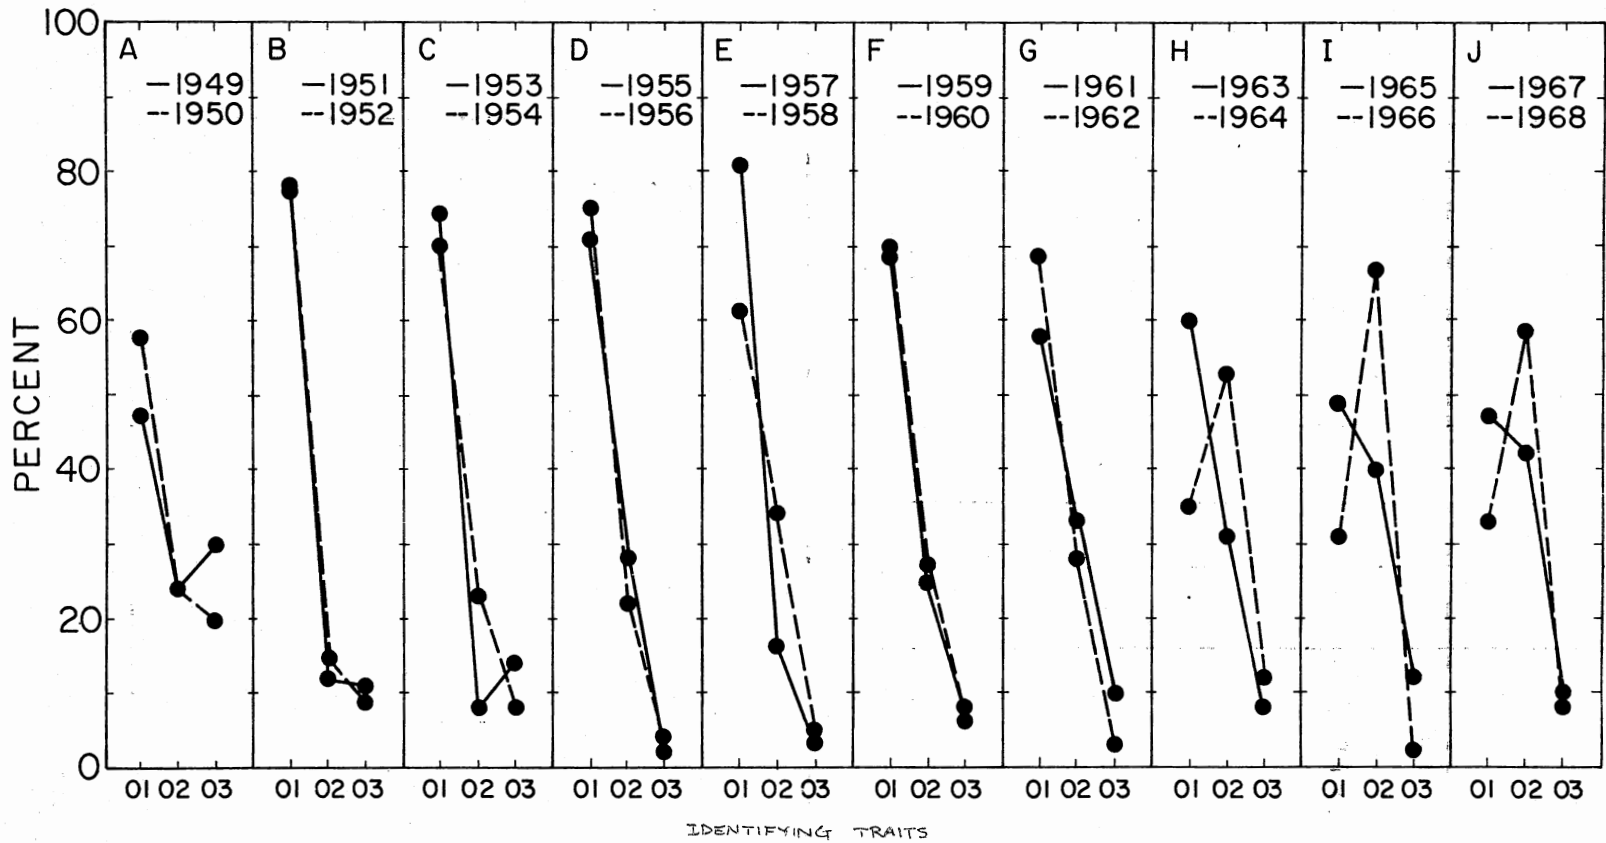 100
A B C D E F G H I J
—1949 —1951 —1953 —1955 —1957 —1959 —1961 —1963 —1965 —1967
--1950 --1952 --1954 --1956 --1958 --1960 --1962 --1964 --1966 --1968
80
60
40
20
0
PERCENT
01 02 03 01 02 03 01 02 03 01 02 03 01 02 03 01 02 03 01 02 03 01 02 03 01 02 03 01 02 03
IDENTIFYING TRAITS